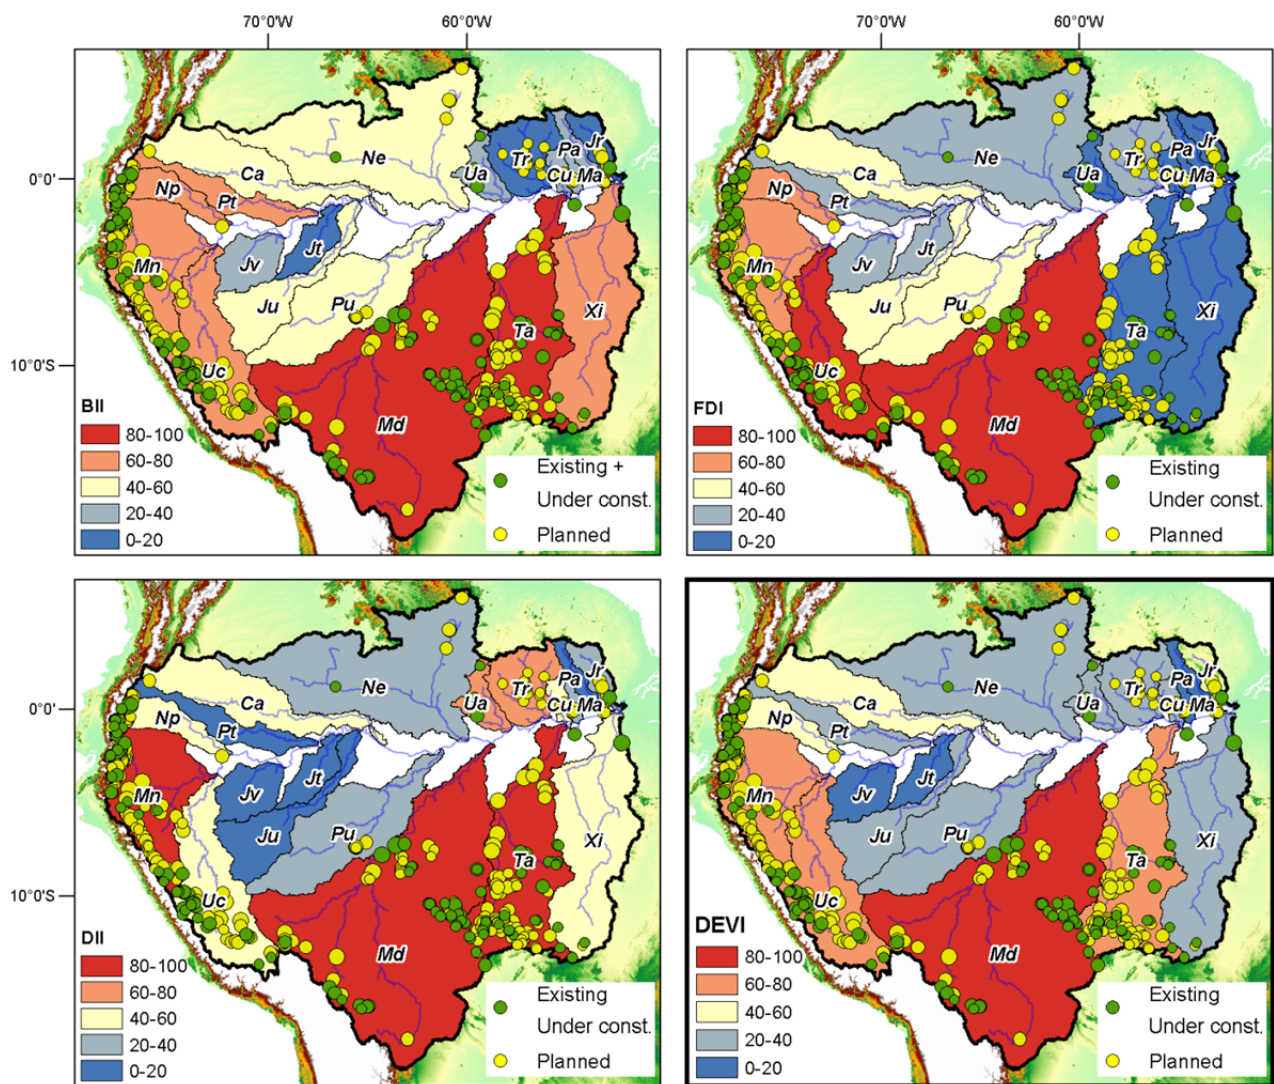 70°0'W 60°0'W 70°0'W 60°0'W
0°0'
10°0'S
Ne
Ca
Np
Pt
Ua
Tr
Pa
Jr
Cu
Ma
Mn
Jv
Jt
Ju
Pu
Ta
Xi
Uc
Md
BII
80-100
60-80
40-60
20-40
0-20
Existing +
Under const.
Planned
Ne
Ca
Np
Pt
Ua
Tr
Pa
Jr
Cu
Ma
Mn
Jv
Jt
Ju
Pu
Ta
Xi
Uc
Md
FDI
80-100
60-80
40-60
20-40
0-20
Existing
Under const.
Planned
0°0'
10°0'S
Ne
Ca
Np
Pt
Ua
Tr
Pa
Jr
Cu
Ma
Mn
Jv
Jt
Ju
Pu
Ta
Xi
Uc
Md
DII
80-100
60-80
40-60
20-40
0-20
Existing
Under const.
Planned
Ne
Ca
Np
Pt
Ua
Tr
Pa
Jr
Cu
Ma
Mn
Jv
Jt
Ju
Pu
Ta
Xi
Uc
Md
DEVI
80-100
60-80
40-60
20-40
0-20
Existing
Under const.
Planned